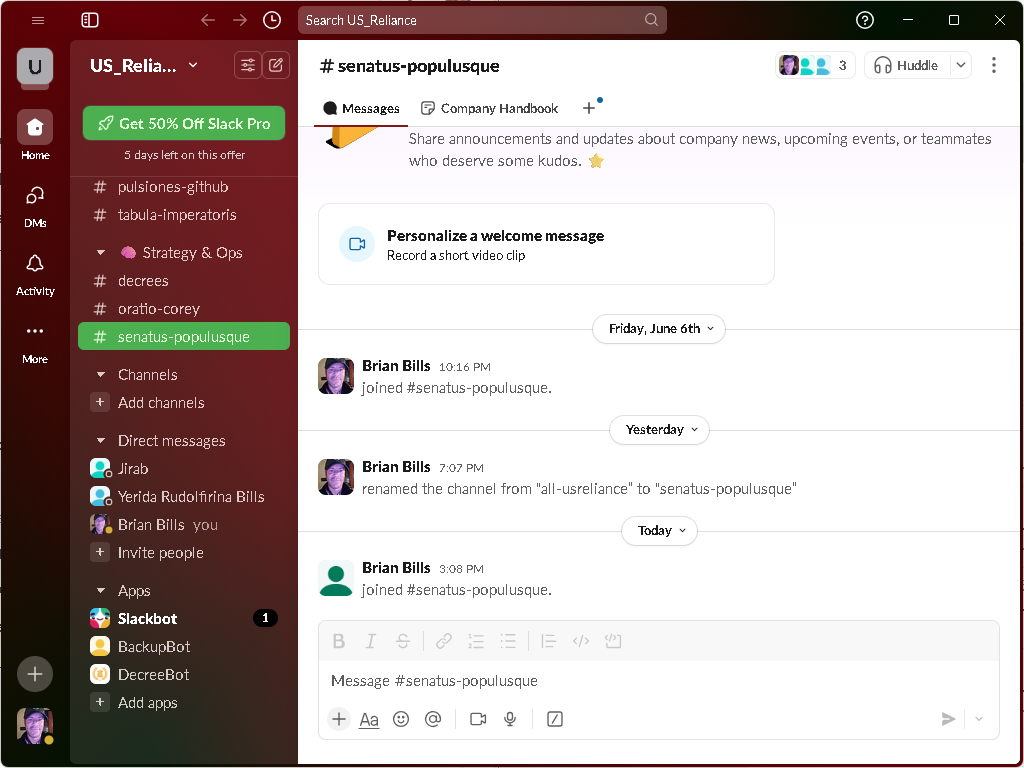 Search US_Reliance
U
US_Relia...
Get 50% Off Slack Pro
5 days left on this offer
Home
DMs
Activity
More
# pulsiones-github
# tabula-imperatoris
Strategy & Ops
# decrees
# oratio-corey
# senatus-populusque
Channels
+ Add channels
Direct messages
Jirab
Yerida Rudolfirina Bills
Brian Bills you
+ Invite people
Apps
Slackbot 1
BackupBot
DecreeBot
+ Add apps
# senatus-populusque
3
Huddle
Messages
Company Handbook
Share announcements and updates about company news, upcoming events, or teammates
who deserve some kudos.
Personalize a welcome message
Record a short video clip
Friday, June 6th
Brian Bills 10:16 PM
joined #senatus-populusque.
Yesterday
Brian Bills 7:07 PM
renamed the channel from “all-usreliance” to “senatus-populusque”
Today
Brian Bills 3:08 PM
joined #senatus-populusque.
B I S
Message #senatus-populusque
Aa